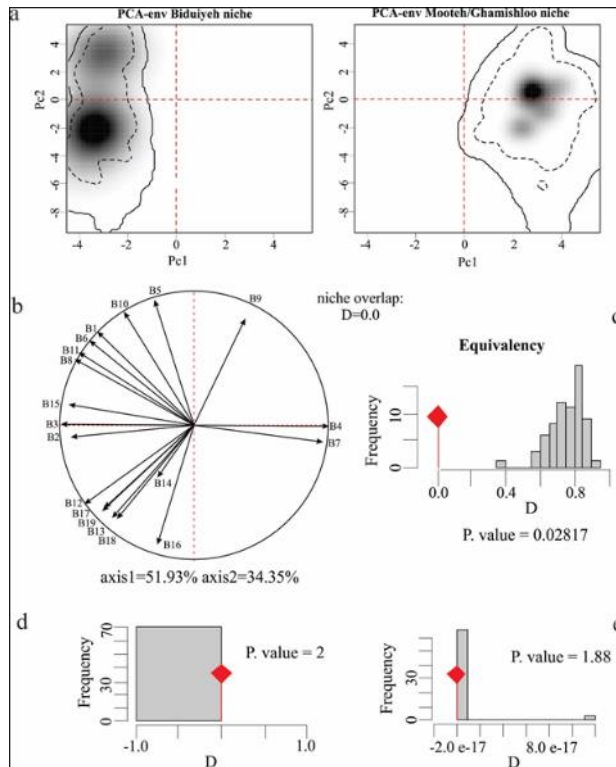 a
PCA-env Biduiyeh niche
PCA-env Mooteh/Ghamishloo niche
Pc2
4
2
0
-2
-4
-6
-8
-4 -2 0 2 4
Pc1
Pc2
4
2
0
-2
-4
-6
-8
-4 -2 0 2 4
Pc1
b
B5
B10
B9
B1
B6
B11
B8
B15
B3
B2
B4
B7
B14
B12
B17
B19
B13
B18
B16
axis1=51.93% axis2=34.35%
niche overlap:
D=0.0
Equivalency
Frequency
10
0
0.0 0.4 0.8
D
P. value = 0.02817
d
Frequency
70
30
0
P. value = 2
-1.0 1.0
D
Frequency
30
0
P. value = 1.88
-2.0 e-17 8.0 e-17
D